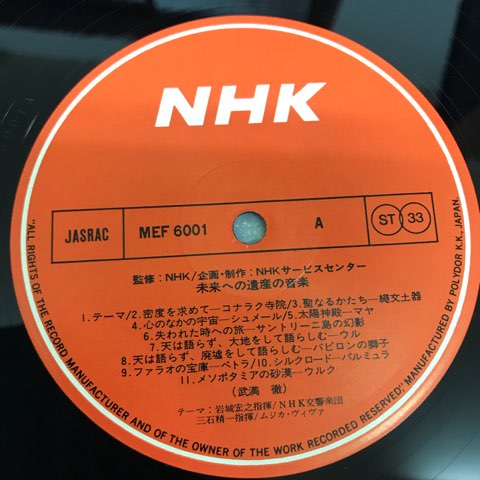 NHK
JASRAC MEF 6001 A ST 33
監修:NHK/企画・制作:NHKサービスセンター
未来への遺産の音楽
1.テーマ/2.密度を求めて—コナラク寺院/3.聖なるかたち—縄文土器
4.心のなかの宇宙—シュメール/5.太陽神殿—マヤ
6.失われた時への旅—サントリーニ島の幻影
7.天は語らず、大地をして語らしむ—ウル
8.天は語らず、廃墟をして語らしむ—バビロンの獅子
9.ファラオの宝庫—ペトラ/10.シルクロード—パルミュラ
11.メソポタミアの砂漠—ウルク
(武満 徹)
テーマ:岩城宏之指揮/NHK交響楽団
三石精一指揮/ムジカ・ヴィヴァ
"ALL RIGHTS OF THE RECORD MANUFACTURER AND OF THE OWNER OF THE WORK RECORDED RESERVED," MANUFACTURED BY POLYDOR K.K., JAPAN.